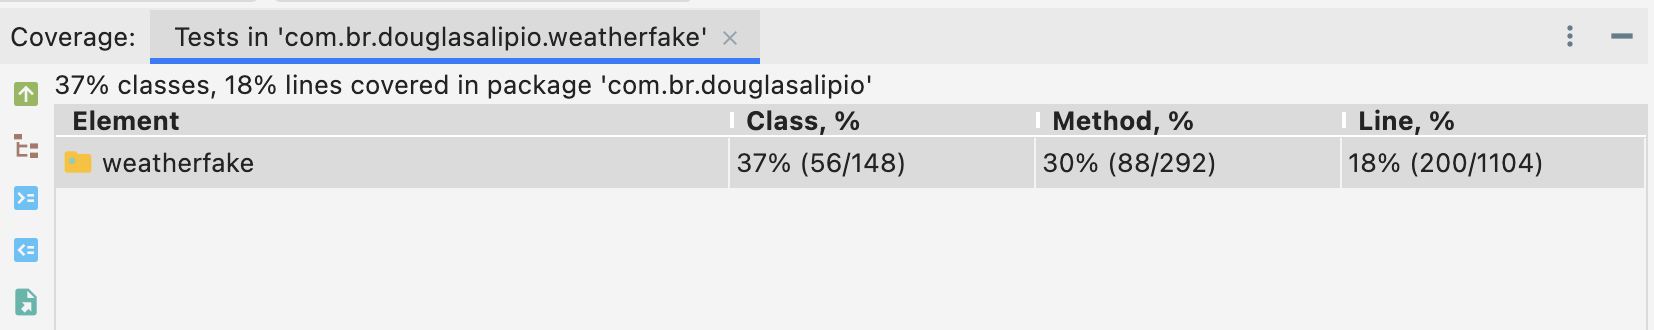 Coverage: Tests in 'com.br.douglasalipio.weatherfake' ×
37% classes, 18% lines covered in package 'com.br.douglasalipio'
Element Class, % Method, % Line, %
weatherfake 37% (56/148) 30% (88/292) 18% (200/1104)